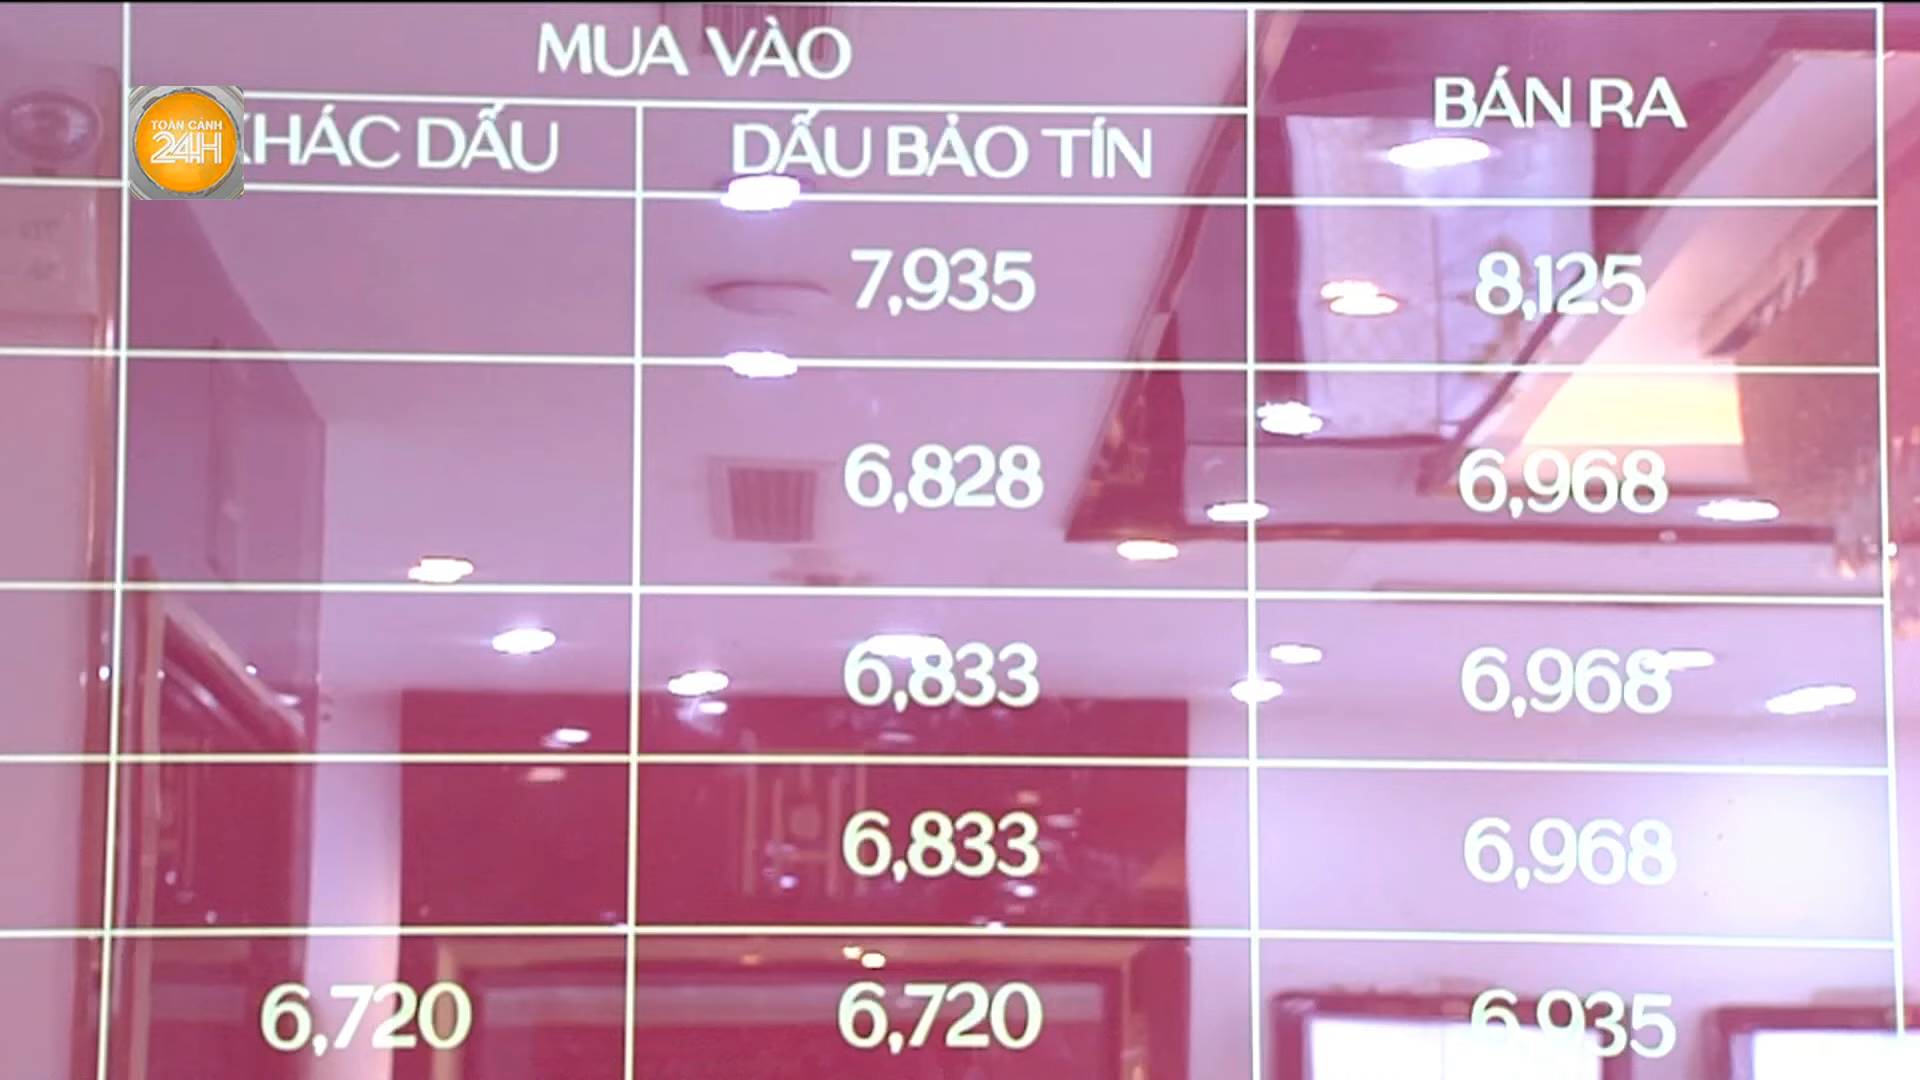 MUA VÀO
BÁN RA
TOÀN CẢNH
24H
KHÁC DẤU
DẤU BẢO TÍN
7,935
8,125
6,828
6,968
6,833
6,968
6,833
6,968
6,720
6,720
6,935